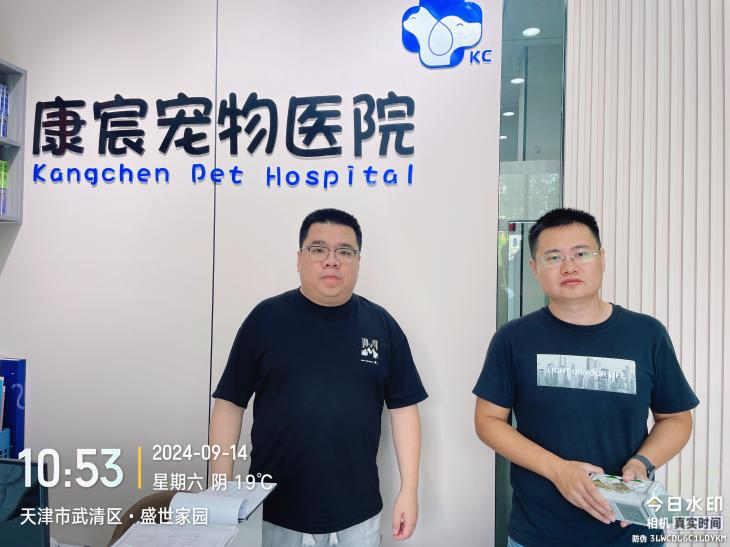 KC
康宸宠物医院
Kangchen Pet Hospital
LIGHT UP YOUR LIFE
10:53
2024-09-14
星期六 阴 19℃
天津市武清区·盛世家园
今日水印
相机 真实时间
防伪 3LWCDL6C1LDYKM